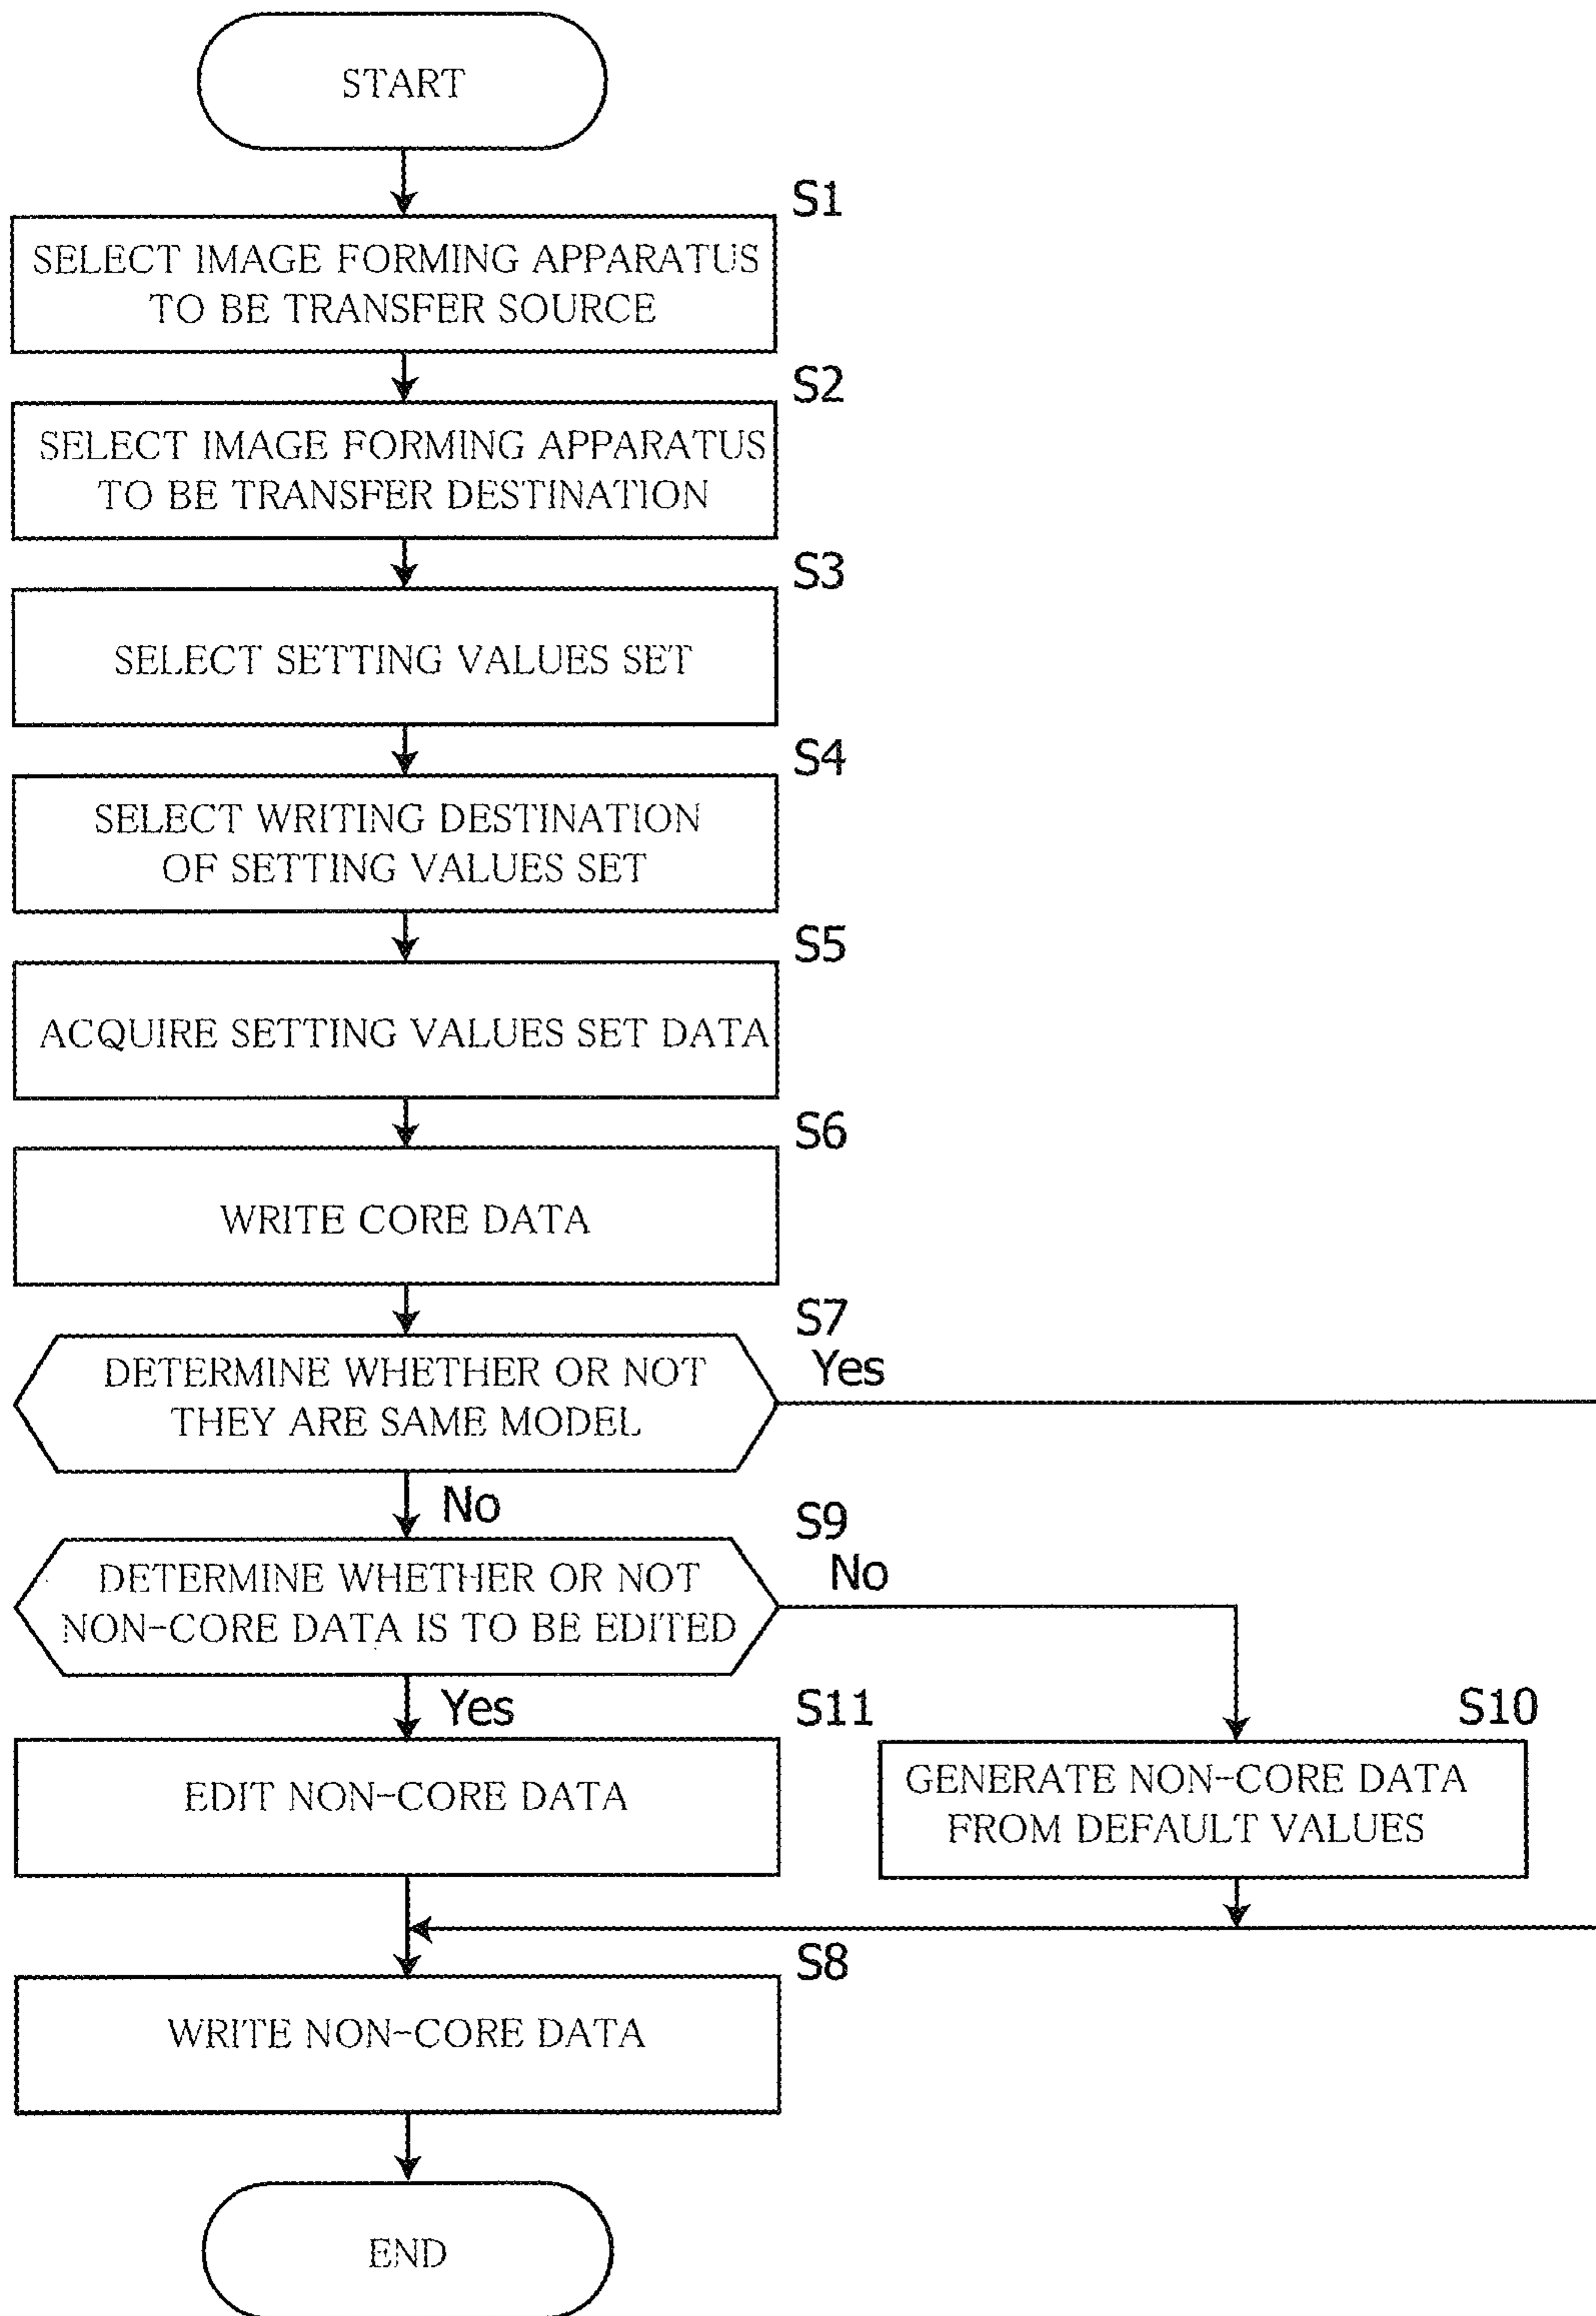 START
S1
SELECT IMAGE FORMING APPARATUS
TO BE TRANSFER SOURCE
S2
SELECT IMAGE FORMING APPARATUS
TO BE TRANSFER DESTINATION
S3
SELECT SETTING VALUES SET
S4
SELECT WRITING DESTINATION
OF SETTING VALUES SET
S5
ACQUIRE SETTING VALUES SET DATA
S6
WRITE CORE DATA
S7
DETERMINE WHETHER OR NOT
THEY ARE SAME MODEL
Yes
No
S9
DETERMINE WHETHER OR NOT
NON-CORE DATA IS TO BE EDITED
No
Yes
S11
EDIT NON-CORE DATA
S10
GENERATE NON-CORE DATA
FROM DEFAULT VALUES
S8
WRITE NON-CORE DATA
END